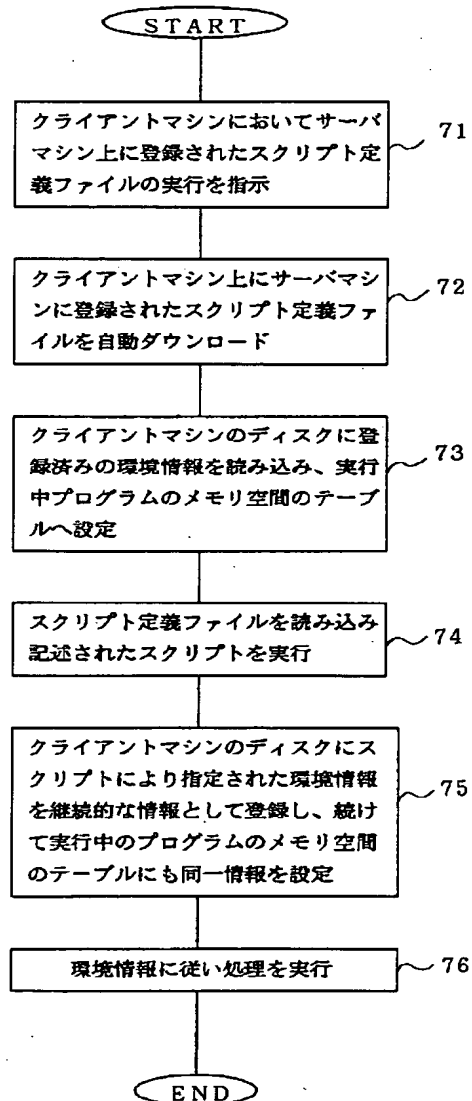 START
クライアントマシンにおいてサーバ
マシン上に登録されたスクリプト定
義ファイルの実行を指示
71
クライアントマシン上にサーバマシ
ンに登録されたスクリプト定義ファ
イルを自動ダウンロード
72
クライアントマシンのディスクに登
録済みの環境情報を読み込み、実行
中プログラムのメモリ空間のテーブ
ルへ設定
73
スクリプト定義ファイルを読み込み
記述されたスクリプトを実行
74
クライアントマシンのディスクにス
クリプトにより指定された環境情報
を継続的な情報として登録し、続け
て実行中のプログラムのメモリ空間
のテーブルにも同一情報を設定
75
環境情報に従い処理を実行
76
END